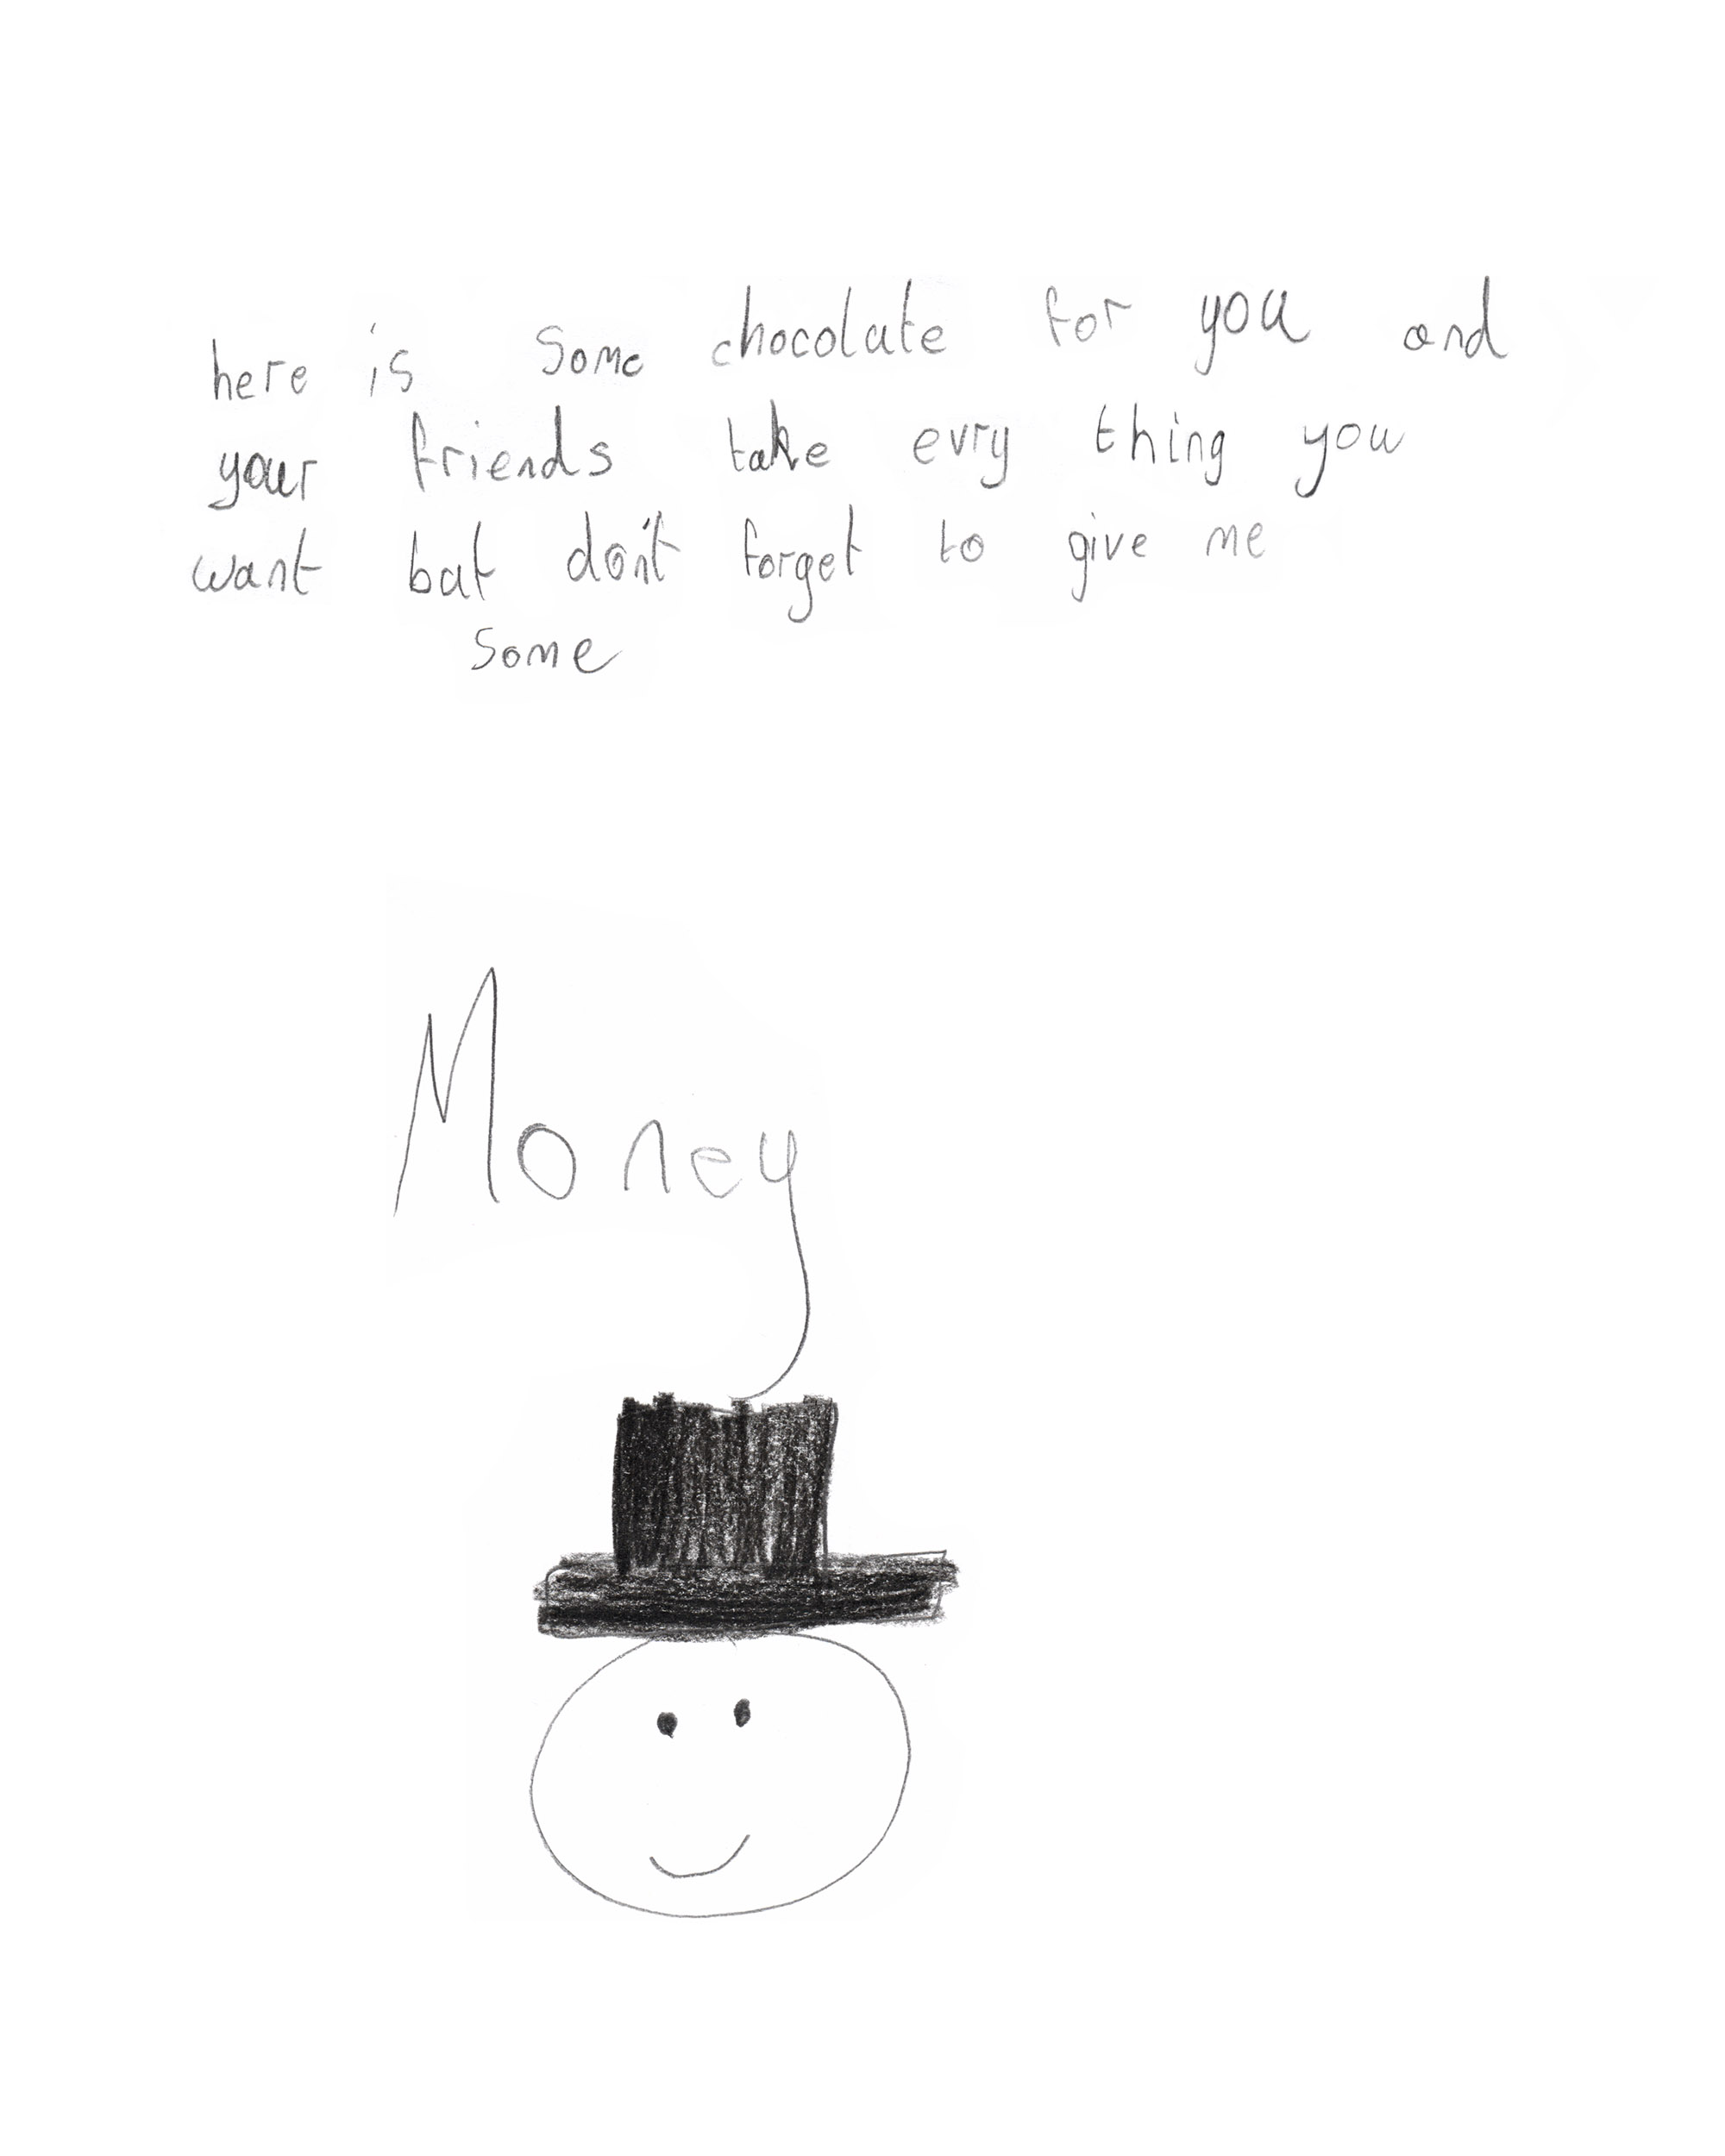 here is some chocolate for you and
your friends take evry thing you
want bat don't forget to give me
some
Money